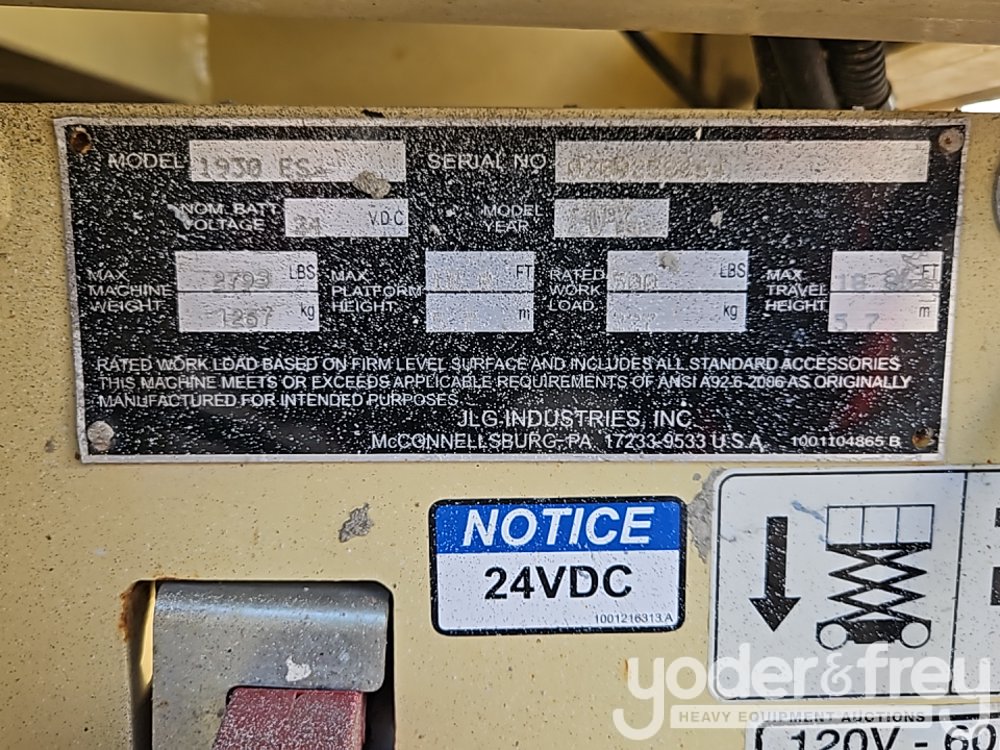 MODEL 1930 ES SERIAL NO
NOM. BATT VOLTAGE 24 V.D.C MODEL YEAR
MAX MACHINE WEIGHT 2793 LBS 1267 kg MAX PLATFORM HEIGHT FT m RATED WORK LOAD 500 LBS 227 kg MAX TRAVEL HEIGHT FT 5.7 m
RATED WORK LOAD BASED ON FIRM LEVEL SURFACE AND INCLUDES ALL STANDARD ACCESSORIES
THIS MACHINE MEETS OR EXCEEDS APPLICABLE REQUIREMENTS OF ANSI A92.6-2006 AS ORIGINALLY
MANUFACTURED FOR INTENDED PURPOSES
JLG INDUSTRIES, INC
McCONNELLSBURG, PA. 17233-9533 U.S.A. 1001104865 B
NOTICE
24VDC
1001216313 A
yoder&frey
HEAVY EQUIPMENT AUCTIONS
120V - 60